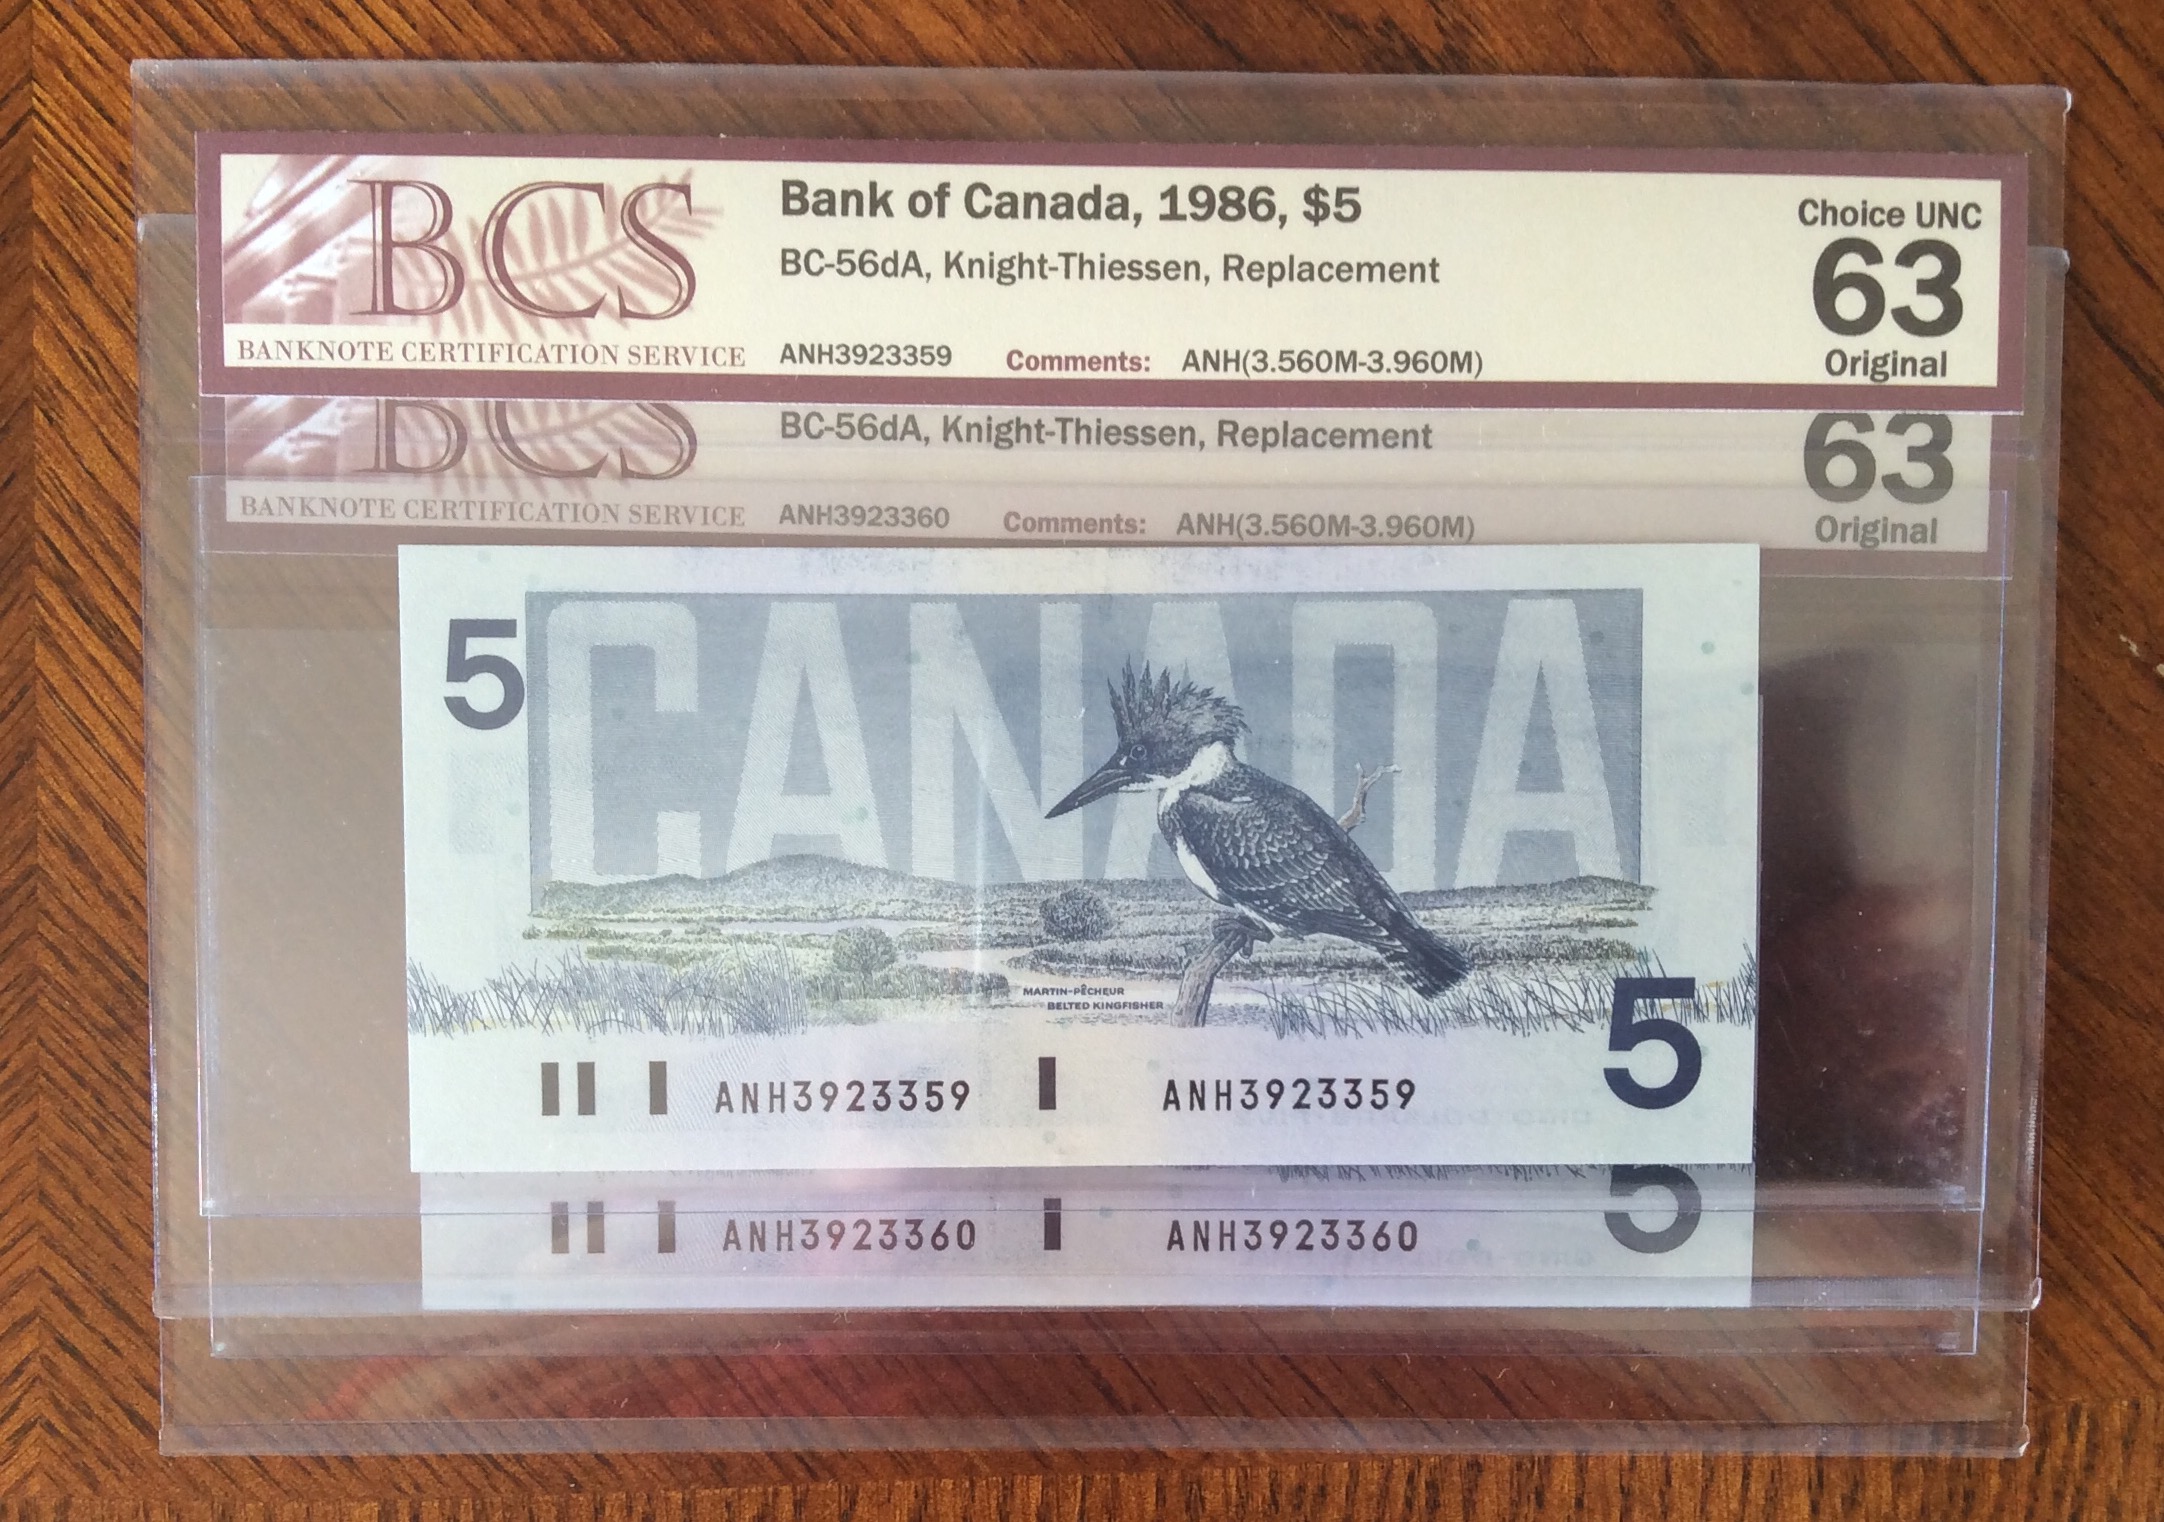 BCS
BANKNOTE CERTIFICATION SERVICE
Bank of Canada, 1986, $5
BC-56dA, Knight-Thiessen, Replacement
ANH3923359 Comments: ANH(3.560M-3.960M)
Choice UNC
63
Original
BCS
BANKNOTE CERTIFICATION SERVICE
BC-56dA, Knight-Thiessen, Replacement
ANH3923360 Comments: ANH(3.560M-3.960M)
63
Original
5
CANADA
MARTIN-PÊCHEUR
BELTED KINGFISHER
5
ANH3923359 ANH3923359
5
ANH3923360 ANH3923360